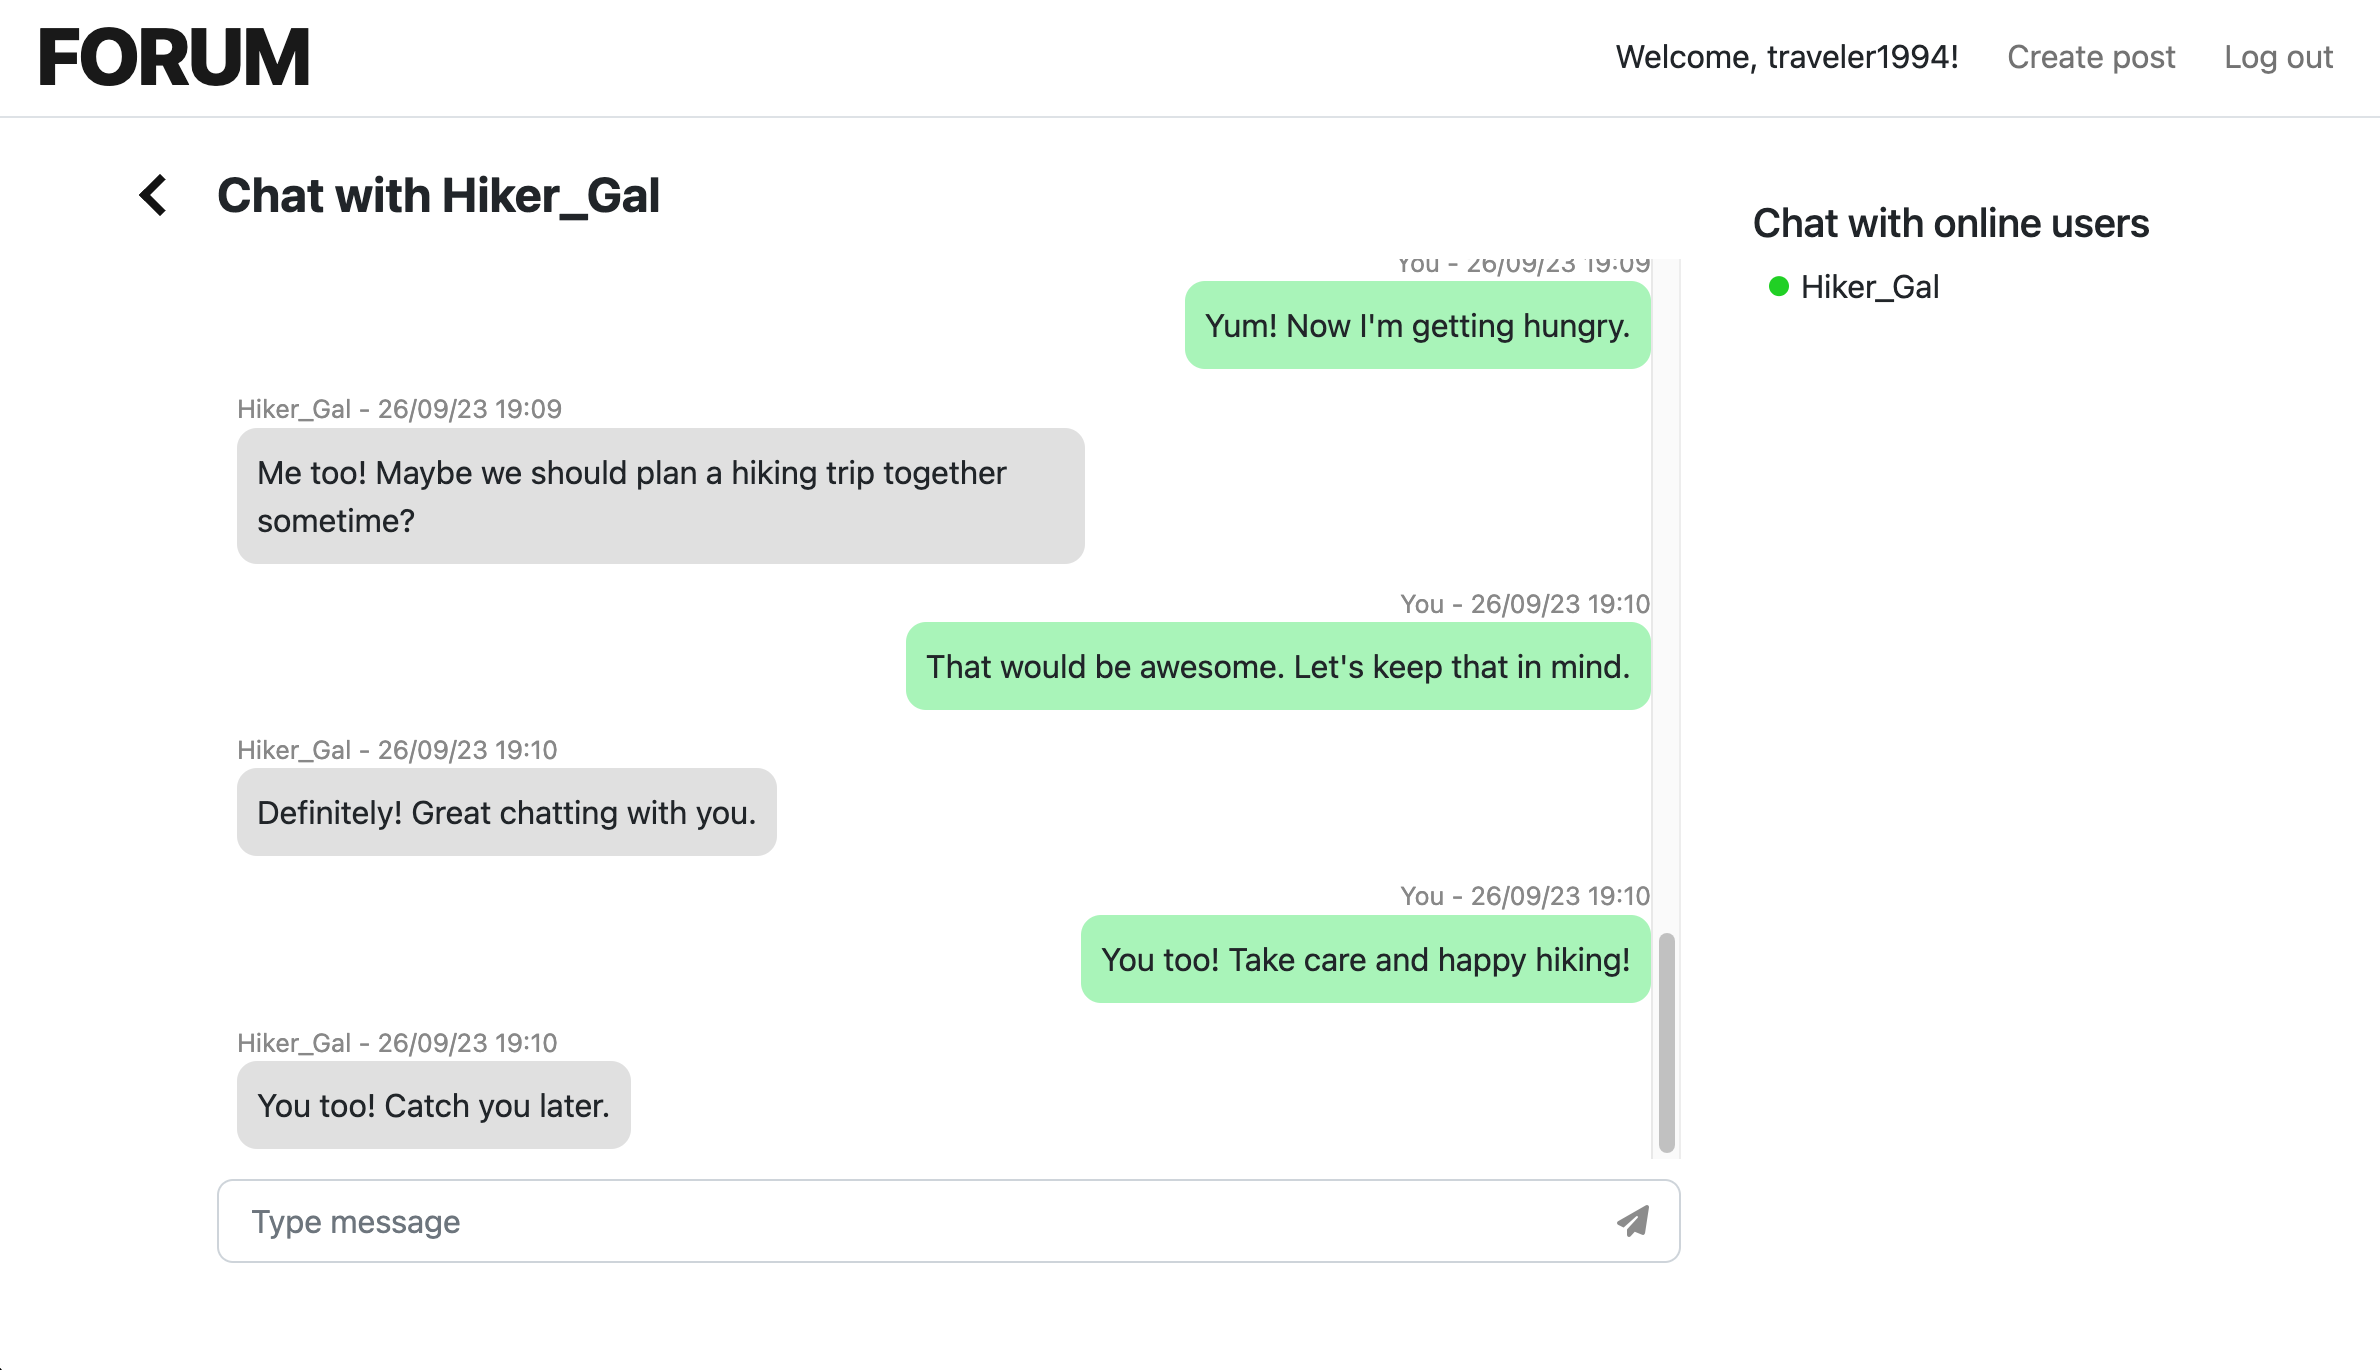 FORUM
Welcome, traveler1994!
Create post
Log out
Chat with Hiker_Gal
Chat with online users
Hiker_Gal
You - 26/09/23 19:09
Yum! Now I'm getting hungry.
Hiker_Gal - 26/09/23 19:09
Me too! Maybe we should plan a hiking trip together
sometime?
You - 26/09/23 19:10
That would be awesome. Let's keep that in mind.
Hiker_Gal - 26/09/23 19:10
Definitely! Great chatting with you.
You - 26/09/23 19:10
You too! Take care and happy hiking!
Hiker_Gal - 26/09/23 19:10
You too! Catch you later.
Type message